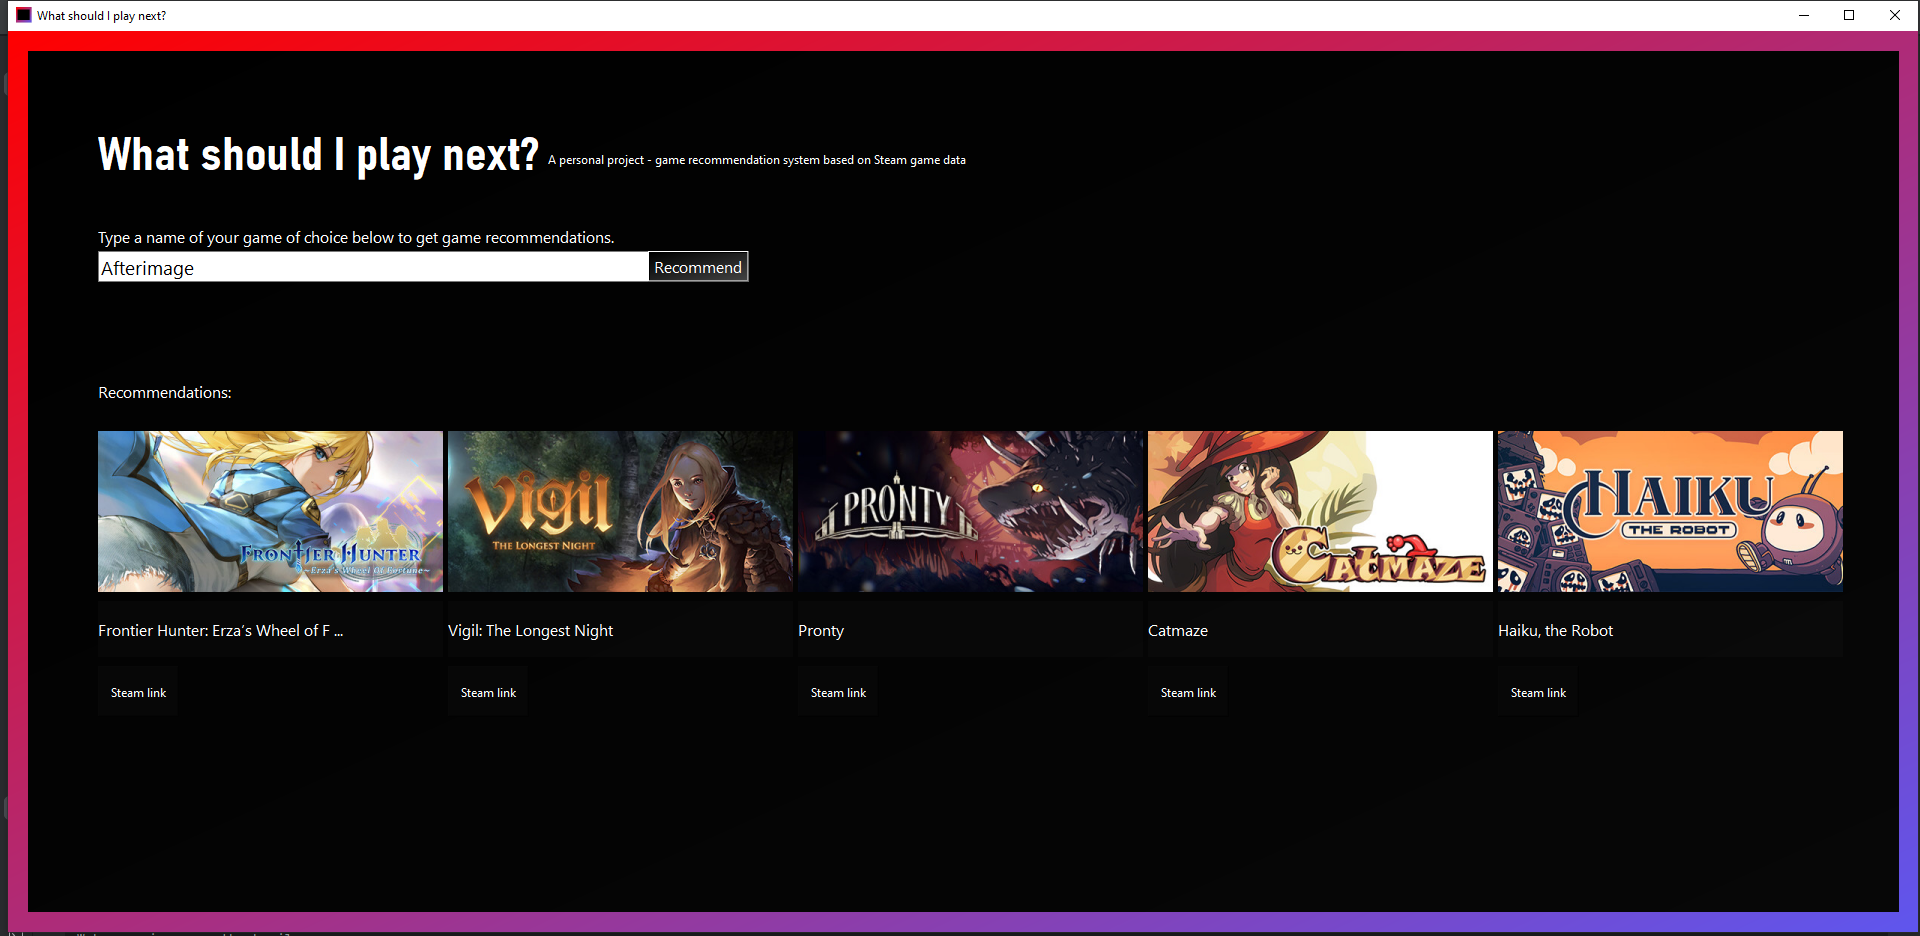 What should I play next?
What should I play next? A personal project - game recommendation system based on Steam game data
Type a name of your game of choice below to get game recommendations.
Afterimage Recommend
Recommendations:
FRONTIER HUNTER
~Erza's Wheel Of Fortune~
Vigil
THE LONGEST NIGHT
PRONTY
CATMAZE
HAIKU
THE ROBOT
Frontier Hunter: Erza's Wheel of F ...
Vigil: The Longest Night
Pronty
Catmaze
Haiku, the Robot
Steam link
Steam link
Steam link
Steam link
Steam link